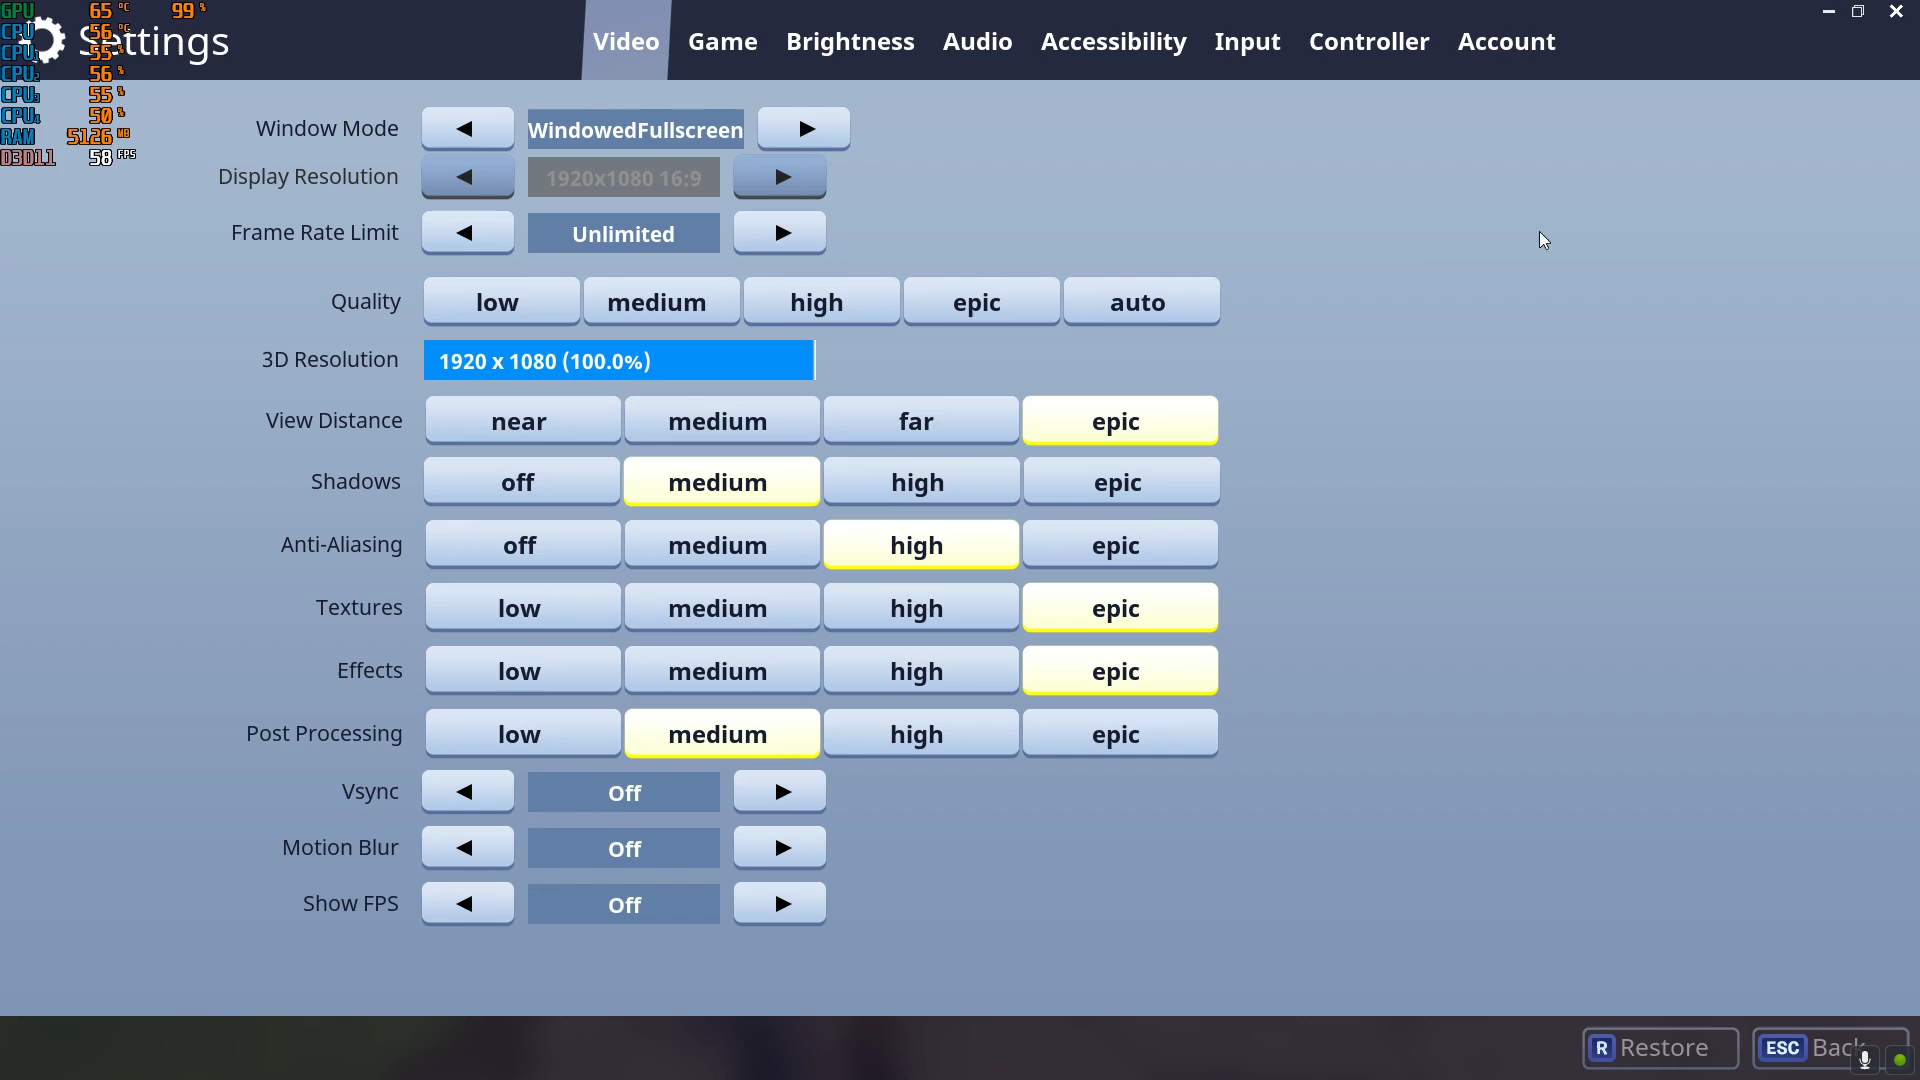 GPU 65 °C 99 %
CPU 56 °C
CPU1 55 %
CPU2 56 %
CPU3 55 %
CPU4 50 %
RAM 5126 MB
D3D11 58 FPS
Settings
Video Game Brightness Audio Accessibility Input Controller Account
Window Mode WindowedFullscreen
Display Resolution 1920x1080 16:9
Frame Rate Limit Unlimited
Quality low medium high epic auto
3D Resolution 1920 x 1080 (100.0%)
View Distance near medium far epic
Shadows off medium high epic
Anti-Aliasing off medium high epic
Textures low medium high epic
Effects low medium high epic
Post Processing low medium high epic
Vsync Off
Motion Blur Off
Show FPS Off
R Restore ESC Back